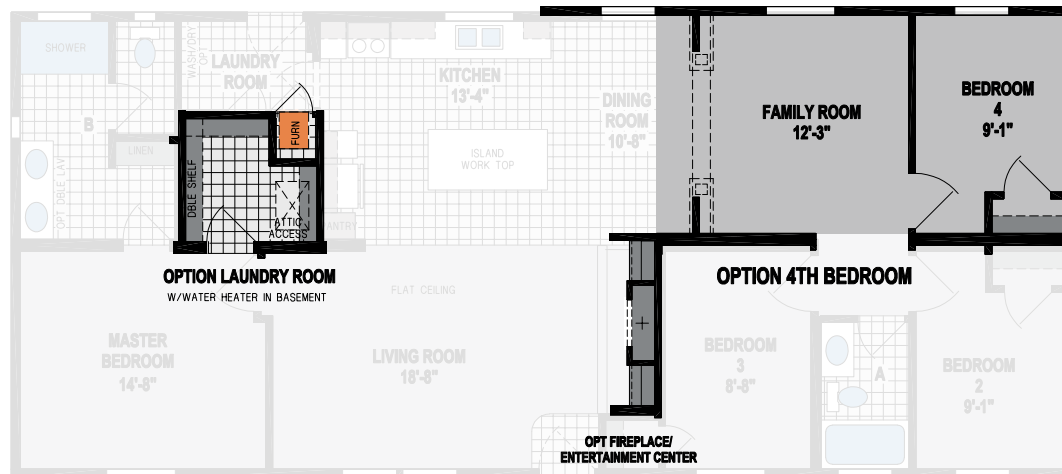 SHOWER
WASH/DRY
OPT
LAUNDRY
ROOM
KITCHEN
13'-4"
DINING
ROOM
10'-8"
FAMILY ROOM
12'-3"
BEDROOM
4
9'-1"
B
LINEN
OPT DBLE LAV
DBLE SHELF
FURN
ATTIC
ACCESS
PANTRY
ISLAND
WORK TOP
OPTION LAUNDRY ROOM
W/WATER HEATER IN BASEMENT
FLAT CEILING
OPTION 4TH BEDROOM
MASTER
BEDROOM
14'-8"
LIVING ROOM
18'-8"
BEDROOM
3
8'-8"
A
BEDROOM
2
9'-1"
OPT FIREPLACE/
ENTERTAINMENT CENTER